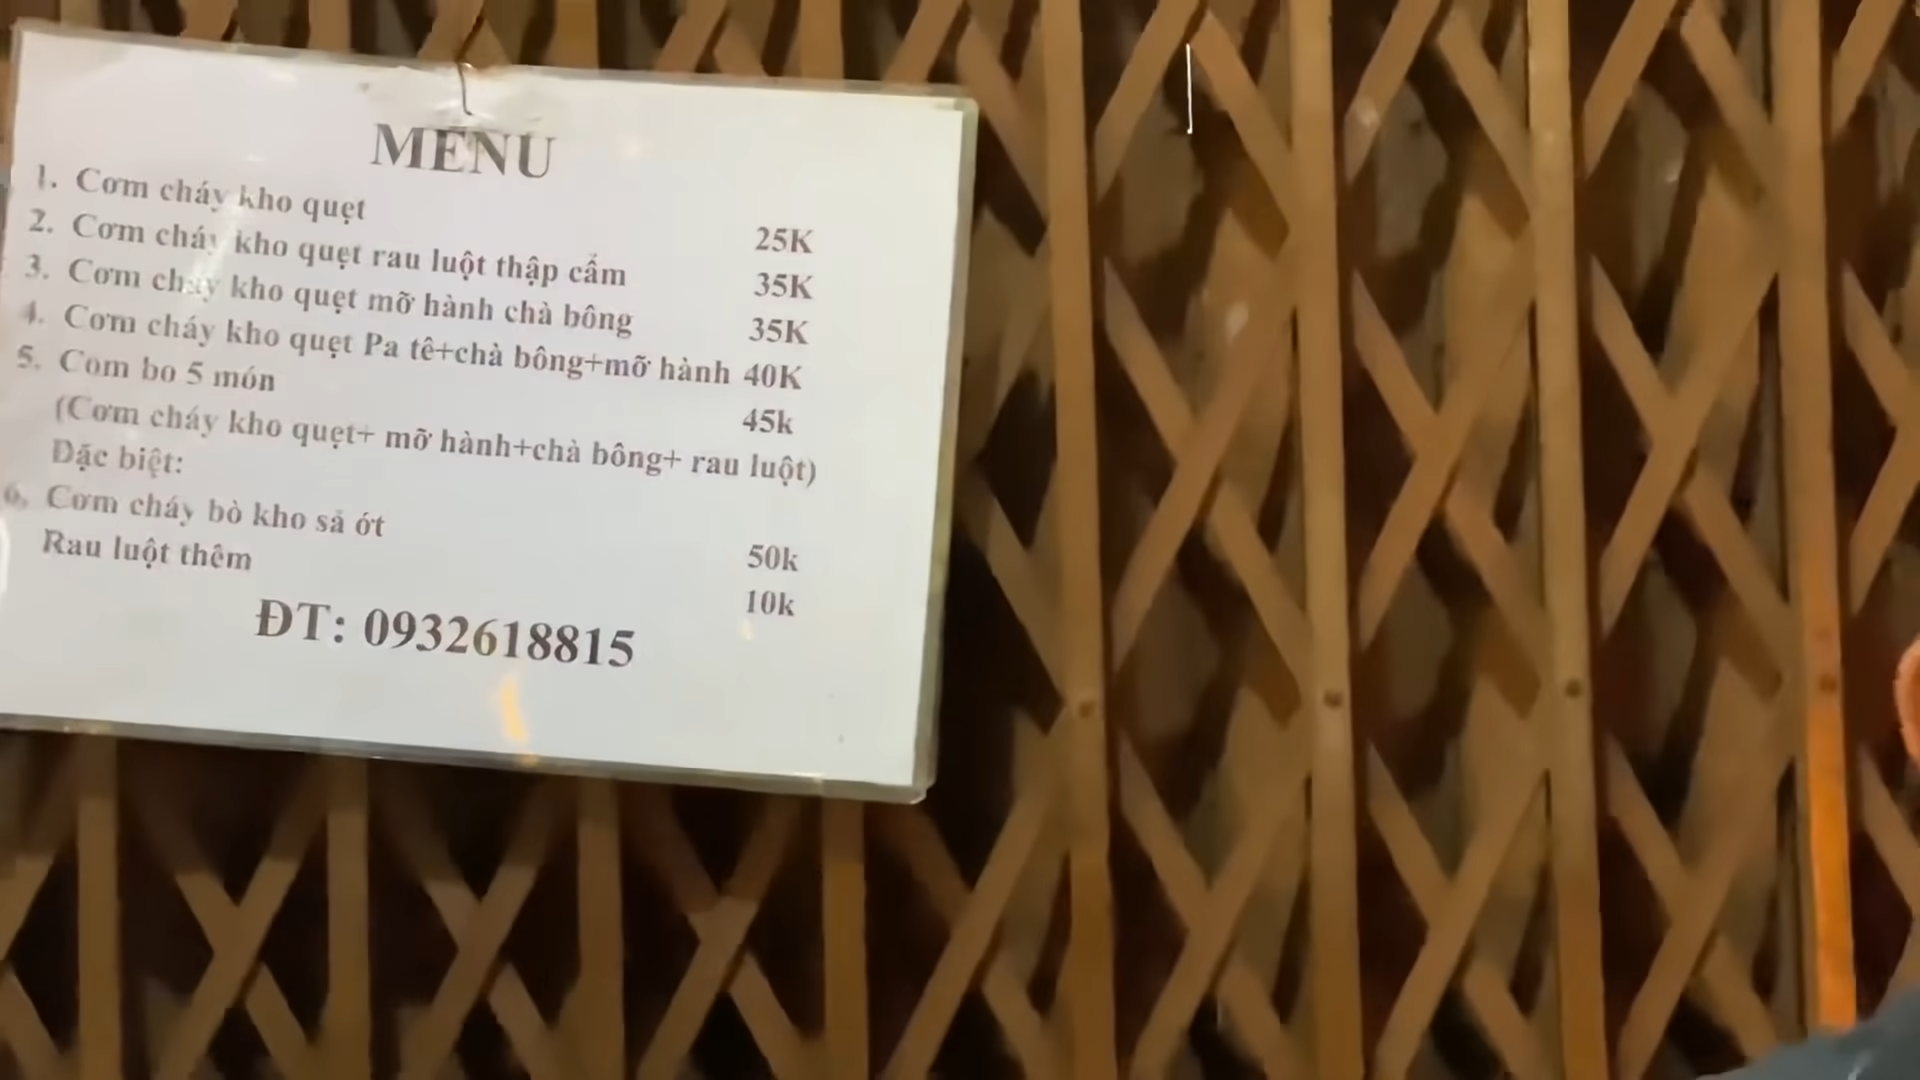 MENU
1. Cơm cháy kho quẹt 25K
2. Cơm cháy kho quẹt rau luột thập cẩm 35K
3. Cơm cháy kho quẹt mỡ hành chà bông 35K
4. Cơm cháy kho quẹt Pa tê+chà bông+mỡ hành 40K
5. Com bo 5 món 45k
(Cơm cháy kho quẹt+ mỡ hành+chà bông+ rau luột)
Đặc biệt:
6. Cơm cháy bò kho sả ớt 50k
Rau luột thêm 10k
ĐT: 0932618815